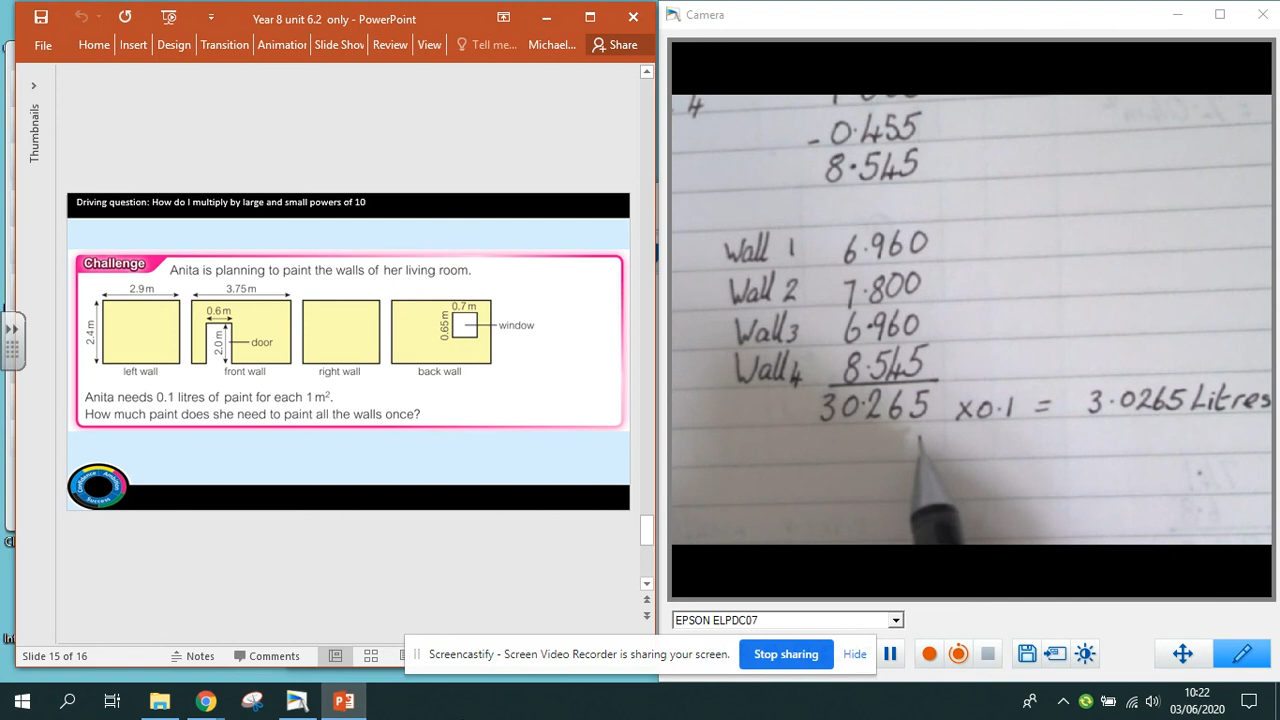 Year 8 unit 6.2 only - PowerPoint
File Home Insert Design Transition Animation Slide Show Review View Tell me... Michael... Share
Thumbnails
Driving question: How do I multiply by large and small powers of 10
Challenge Anita is planning to paint the walls of her living room.
2.9 m 3.75 m
0.6 m 0.7 m
2.4 m 2.0 m door 0.65 m window
left wall front wall right wall back wall
Anita needs 0.1 litres of paint for each 1 m².
How much paint does she need to paint all the walls once?
Confidence Ambition Success
Slide 15 of 16 Notes Comments
Camera
4
- 0.455
8.545
Wall 1 6.960
Wall 2 7.800
Wall 3 6.960
Wall 4 8.545
30.265 x0.1 = 3.0265 Litres
EPSON ELPDC07
Screencastify - Screen Video Recorder is sharing your screen. Stop sharing Hide
10:22
03/06/2020